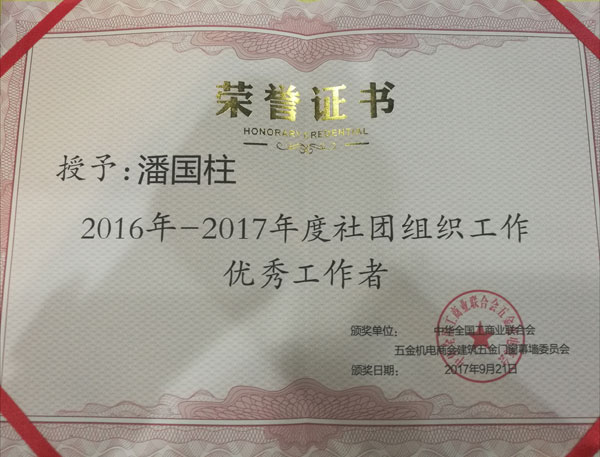 荣誉证书
HONORARY CREDENTIAL
授予:潘国柱
2016年-2017年度社团组织工作
优秀工作者
颁奖单位: 中华全国工商业联合会
五金机电商会建筑五金门窗幕墙委员会
颁奖日期: 2017年9月21日